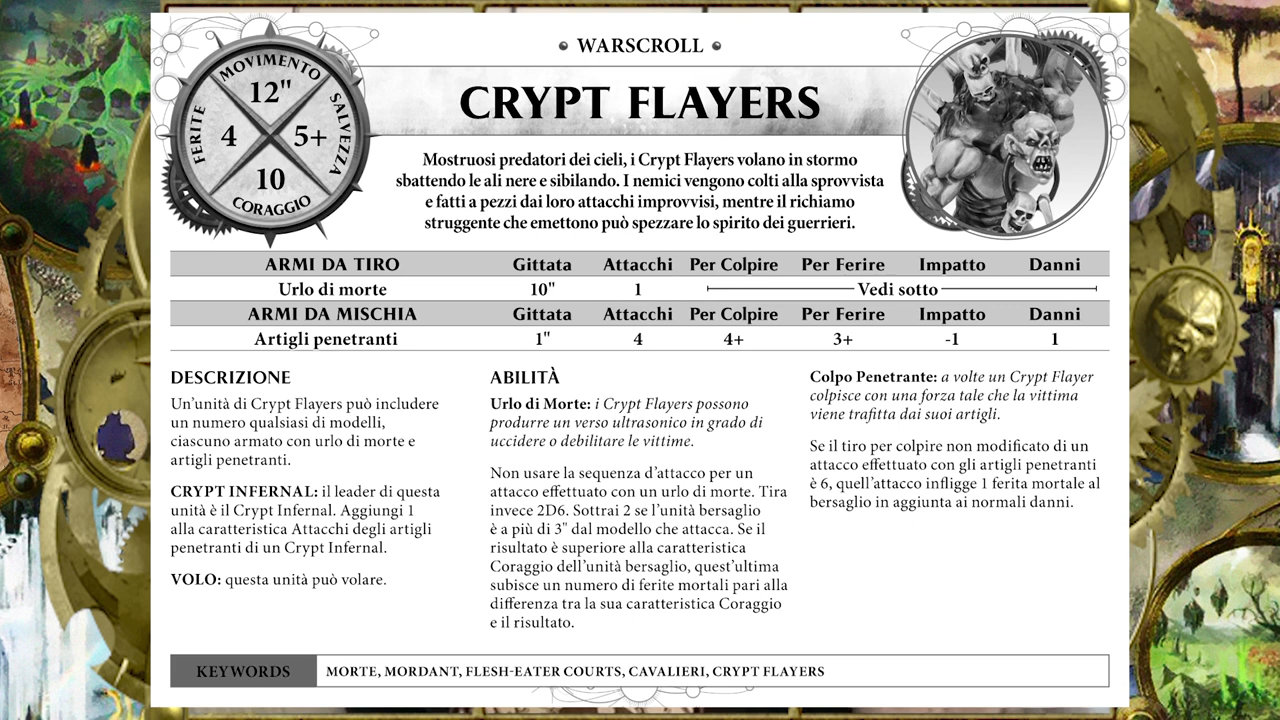 • WARSCROLL •
CRYPT FLAYERS
MOVIMENTO
12"
FERITE
4
5+
SALVEZZA
10
CORAGGIO
Mostruosi predatori dei cieli, i Crypt Flayers volano in stormo
sbattendo le ali nere e sibilando. I nemici vengono colti alla sprovvista
e fatti a pezzi dai loro attacchi improvvisi, mentre il richiamo
struggente che emettono può spezzare lo spirito dei guerrieri.
ARMI DA TIRO Gittata Attacchi Per Colpire Per Ferire Impatto Danni
Urlo di morte 10" 1 Vedi sotto
ARMI DA MISCHIA Gittata Attacchi Per Colpire Per Ferire Impatto Danni
Artigli penetranti 1" 4 4+ 3+ -1 1
DESCRIZIONE
Un'unità di Crypt Flayers può includere
un numero qualsiasi di modelli,
ciascuno armato con urlo di morte e
artigli penetranti.
CRYPT INFERNAL: il leader di questa
unità è il Crypt Infernal. Aggiungi 1
alla caratteristica Attacchi degli artigli
penetranti di un Crypt Infernal.
VOLO: questa unità può volare.
ABILITÀ
Urlo di Morte: i Crypt Flayers possono
produrre un verso ultrasonico in grado di
uccidere o debilitare le vittime.
Non usare la sequenza d'attacco per un
attacco effettuato con un urlo di morte. Tira
invece 2D6. Sottrai 2 se l'unità bersaglio
è a più di 3" dal modello che attacca. Se il
risultato è superiore alla caratteristica
Coraggio dell'unità bersaglio, quest'ultima
subisce un numero di ferite mortali pari alla
differenza tra la sua caratteristica Coraggio
e il risultato.
Colpo Penetrante: a volte un Crypt Flayer
colpisce con una forza tale che la vittima
viene trafitta dai suoi artigli.
Se il tiro per colpire non modificato di un
attacco effettuato con gli artigli penetranti
è 6, quell'attacco infligge 1 ferita mortale al
bersaglio in aggiunta ai normali danni.
KEYWORDS MORTE, MORDANT, FLESH-EATER COURTS, CAVALIERI, CRYPT FLAYERS